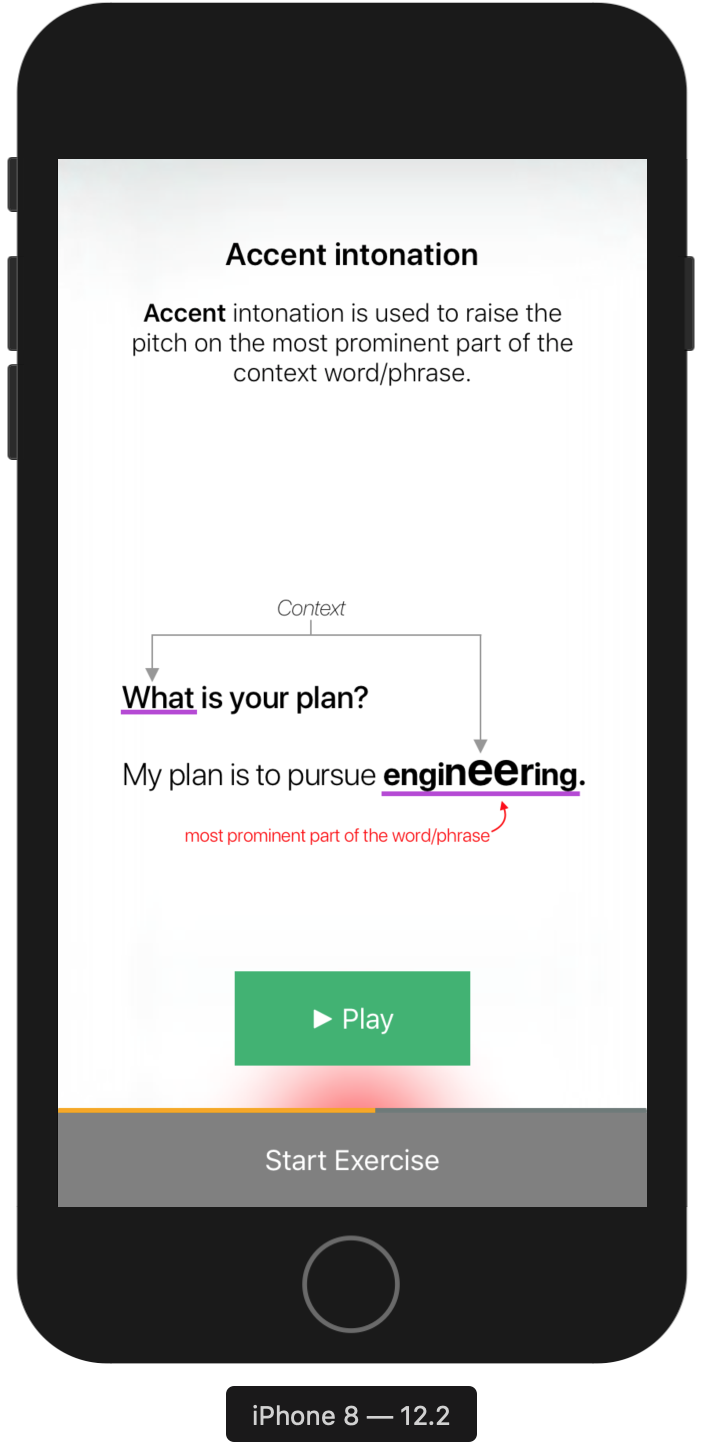 Accent intonation
Accent intonation is used to raise the
pitch on the most prominent part of the
context word/phrase.
Context
What is your plan?
My plan is to pursue engineering.
most prominent part of the word/phrase
Play
Start Exercise
iPhone 8 — 12.2